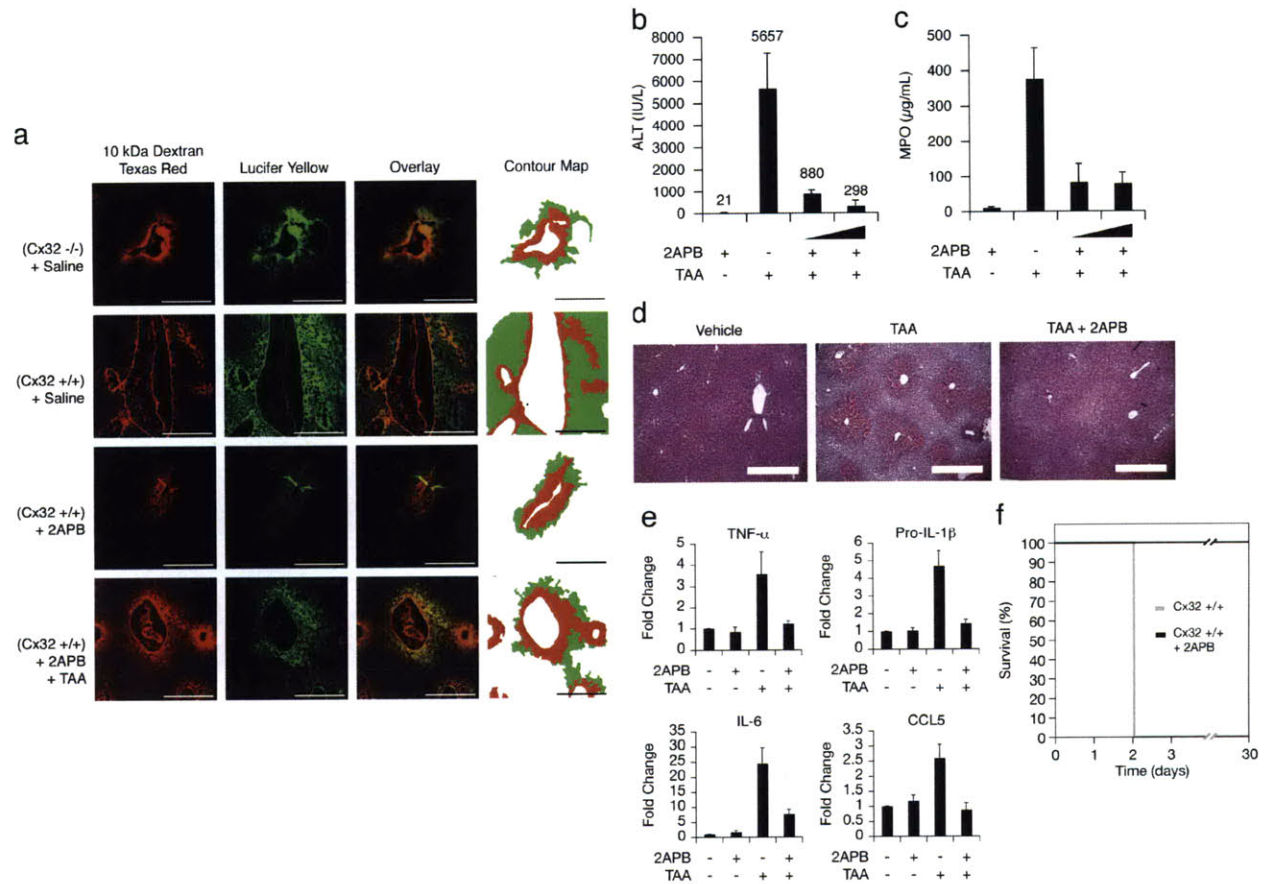 a
10 kDa Dextran
Texas Red
Lucifer Yellow
Overlay
Contour Map
(Cx32 -/-)
+ Saline
(Cx32 +/+)
+ Saline
(Cx32 +/+)
+ 2APB
(Cx32 +/+)
+ 2APB
+ TAA
b
ALT (IU/L)
8000
7000
6000
5000
4000
3000
2000
1000
0
21
5657
880
298
2APB + - + +
TAA - + + +
c
MPO (µg/mL)
500
400
300
200
100
0
2APB + - + +
TAA - + + +
d
Vehicle
TAA
TAA + 2APB
e
TNF-α
Fold Change
5
4
3
2
1
0
2APB - + - +
TAA - - + +
Pro-IL-1β
Fold Change
6
5
4
3
2
1
0
2APB - + - +
TAA - - + +
IL-6
Fold Change
35
30
25
20
15
10
5
0
2APB - + - +
TAA - - + +
CCL5
Fold Change
3.5
3
2.5
2
1.5
1
0.5
0
2APB - + - +
TAA - - + +
f
Survival (%)
100
90
80
70
60
50
40
30
20
10
0
Cx32 +/+
Cx32 +/+
+ 2APB
0 1 2 3 30
Time (days)